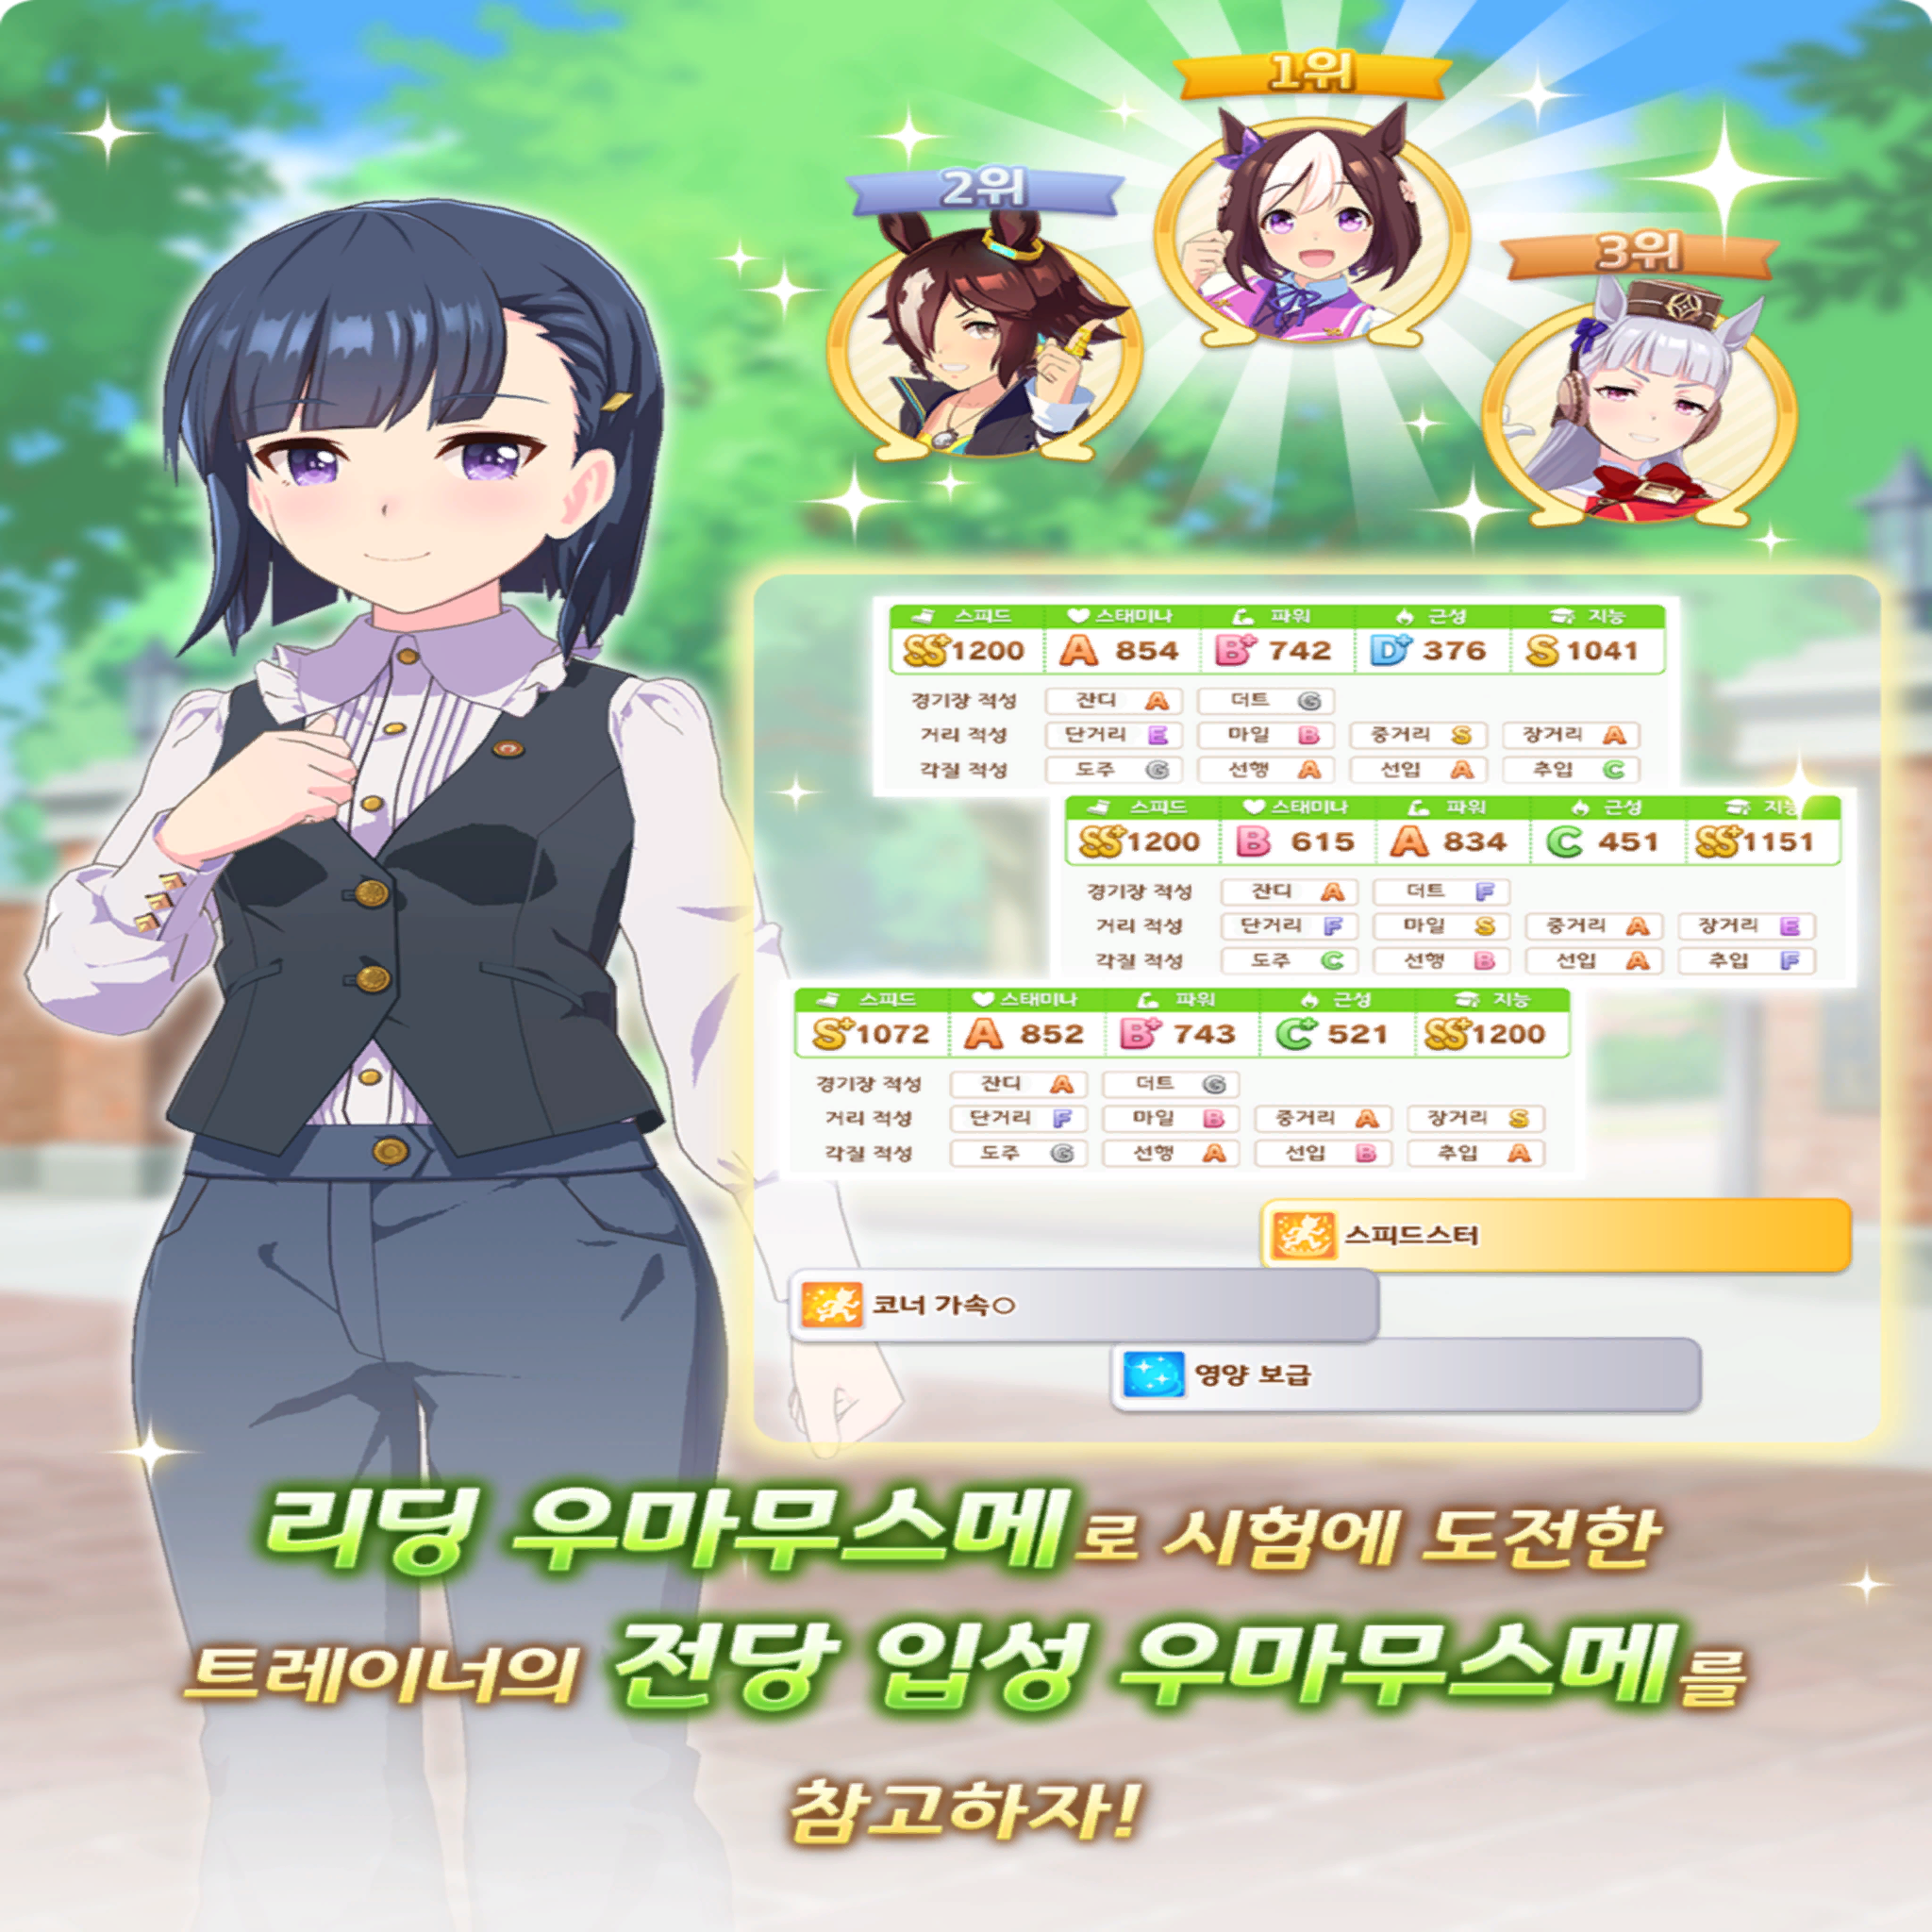 1위
2위
3위
스피드 스태미나 파워 근성 지능
SS+ 1200 A 854 B+ 742 D+ 376 S 1041
경기장 적성 잔디 A 더트 G
거리 적성 단거리 E 마일 B 중거리 S 장거리 A
각질 적성 도주 G 선행 A 선입 A 추입 C
스피드 스태미나 파워 근성 지능
SS+ 1200 B 615 A 834 C 451 SS+ 1151
경기장 적성 잔디 A 더트 F
거리 적성 단거리 F 마일 S 중거리 A 장거리 E
각질 적성 도주 C 선행 B 선입 A 추입 F
스피드 스태미나 파워 근성 지능
S+ 1072 A 852 B+ 743 C+ 521 SS+ 1200
경기장 적성 잔디 A 더트 G
거리 적성 단거리 F 마일 B 중거리 A 장거리 S
각질 적성 도주 G 선행 A 선입 B 추입 A
스피드스터
코너 가속○
영양 보급
리딩 우마무스메로 시험에 도전한
트레이너의 전당 입성 우마무스메를
참고하자!